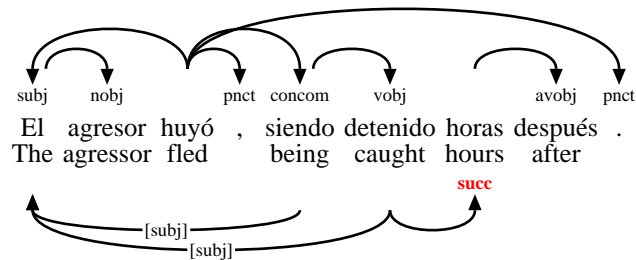 subj nobj pnct concom vobj avobj pnct
El agresor huyó , siendo detenido horas después .
The agressor fled being caught hours after
succ
[subj]
[subj]